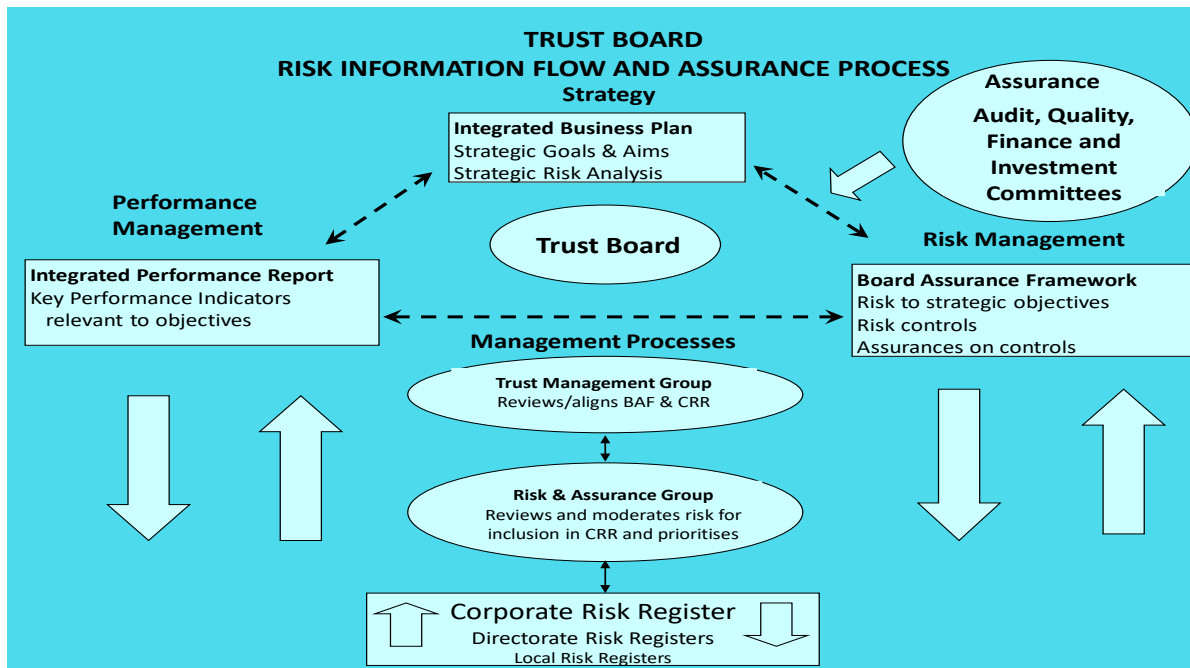 TRUST BOARD
RISK INFORMATION FLOW AND ASSURANCE PROCESS
Strategy
Assurance
Audit, Quality,
Finance and
Investment
Committees
Integrated Business Plan
Strategic Goals & Aims
Strategic Risk Analysis
Performance
Management
Trust Board
Risk Management
Integrated Performance Report
Key Performance Indicators
relevant to objectives
Board Assurance Framework
Risk to strategic objectives
Risk controls
Assurances on controls
Management Processes
Trust Management Group
Reviews/aligns BAF & CRR
Risk & Assurance Group
Reviews and moderates risk for
inclusion in CRR and prioritises
Corporate Risk Register
Directorate Risk Registers
Local Risk Registers